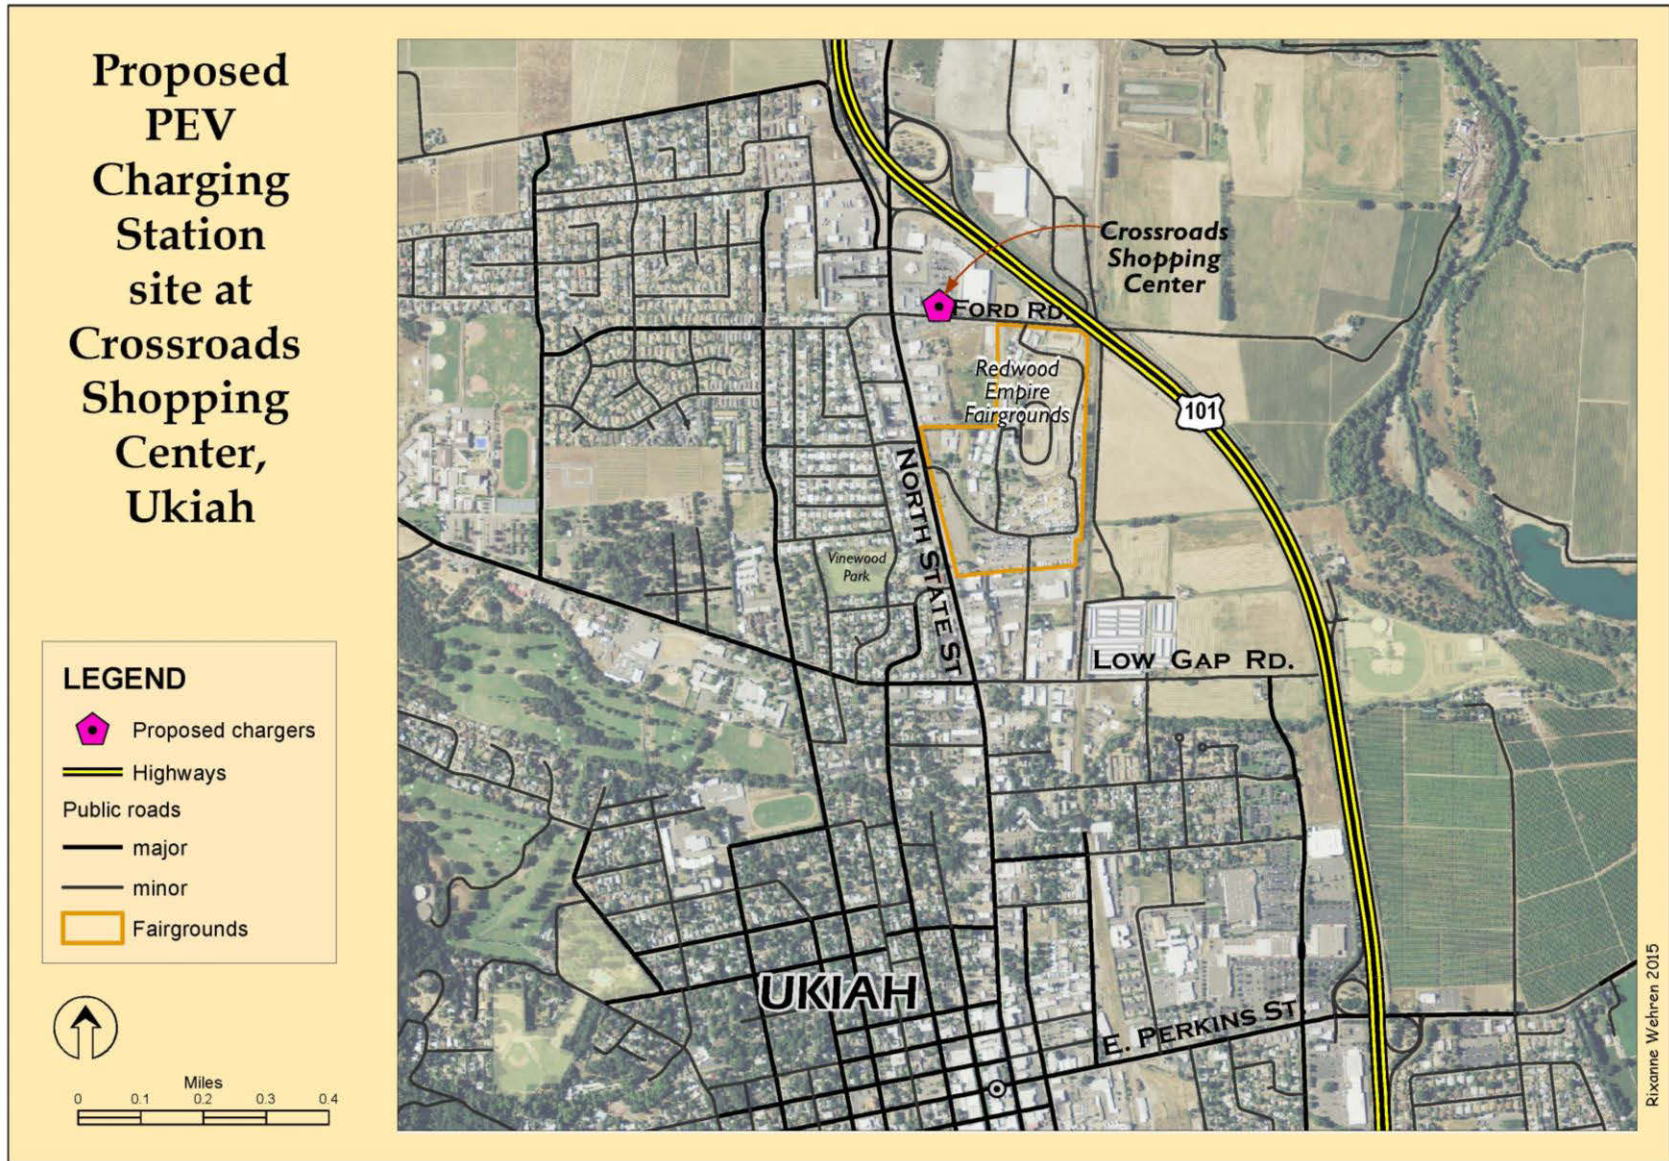 Proposed
PEV
Charging
Station
site at
Crossroads
Shopping
Center,
Ukiah
LEGEND
Proposed chargers
Highways
Public roads
major
minor
Fairgrounds
Miles
0 0.1 0.2 0.3 0.4
Crossroads
Shopping
Center
FORD RD.
Redwood
Empire
Fairgrounds
101
NORTH STATE ST
Vinewood
Park
LOW GAP RD.
UKIAH
E. PERKINS ST.
Rixanne Wehren 2015